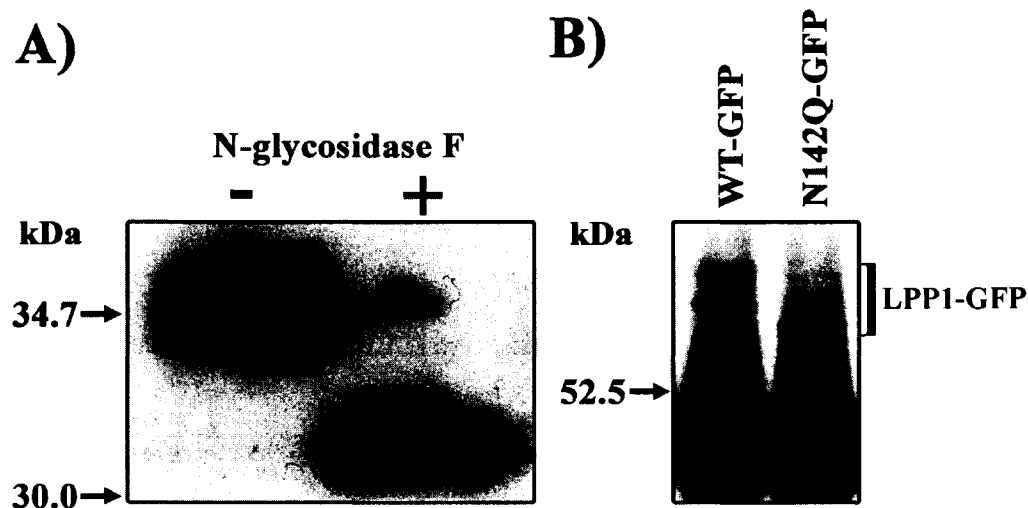 A)
N-glycosidase F
- +
kDa
34.7
30.0
B)
WT-GFP
N142Q-GFP
kDa
52.5
LPP1-GFP